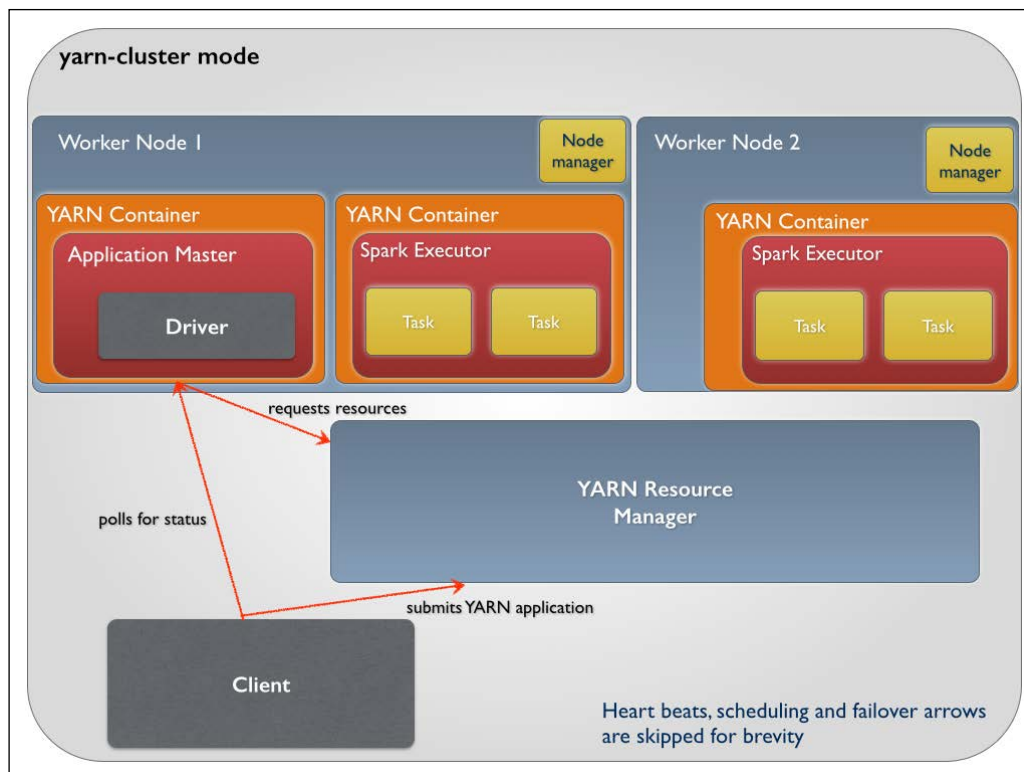 yarn-cluster mode
Worker Node 1
Node
manager
YARN Container
Application Master
Driver
YARN Container
Spark Executor
Task
Task
Worker Node 2
Node
manager
YARN Container
Spark Executor
Task
Task
requests resources
YARN Resource
Manager
polls for status
submits YARN application
Client
Heart beats, scheduling and failover arrows
are skipped for brevity